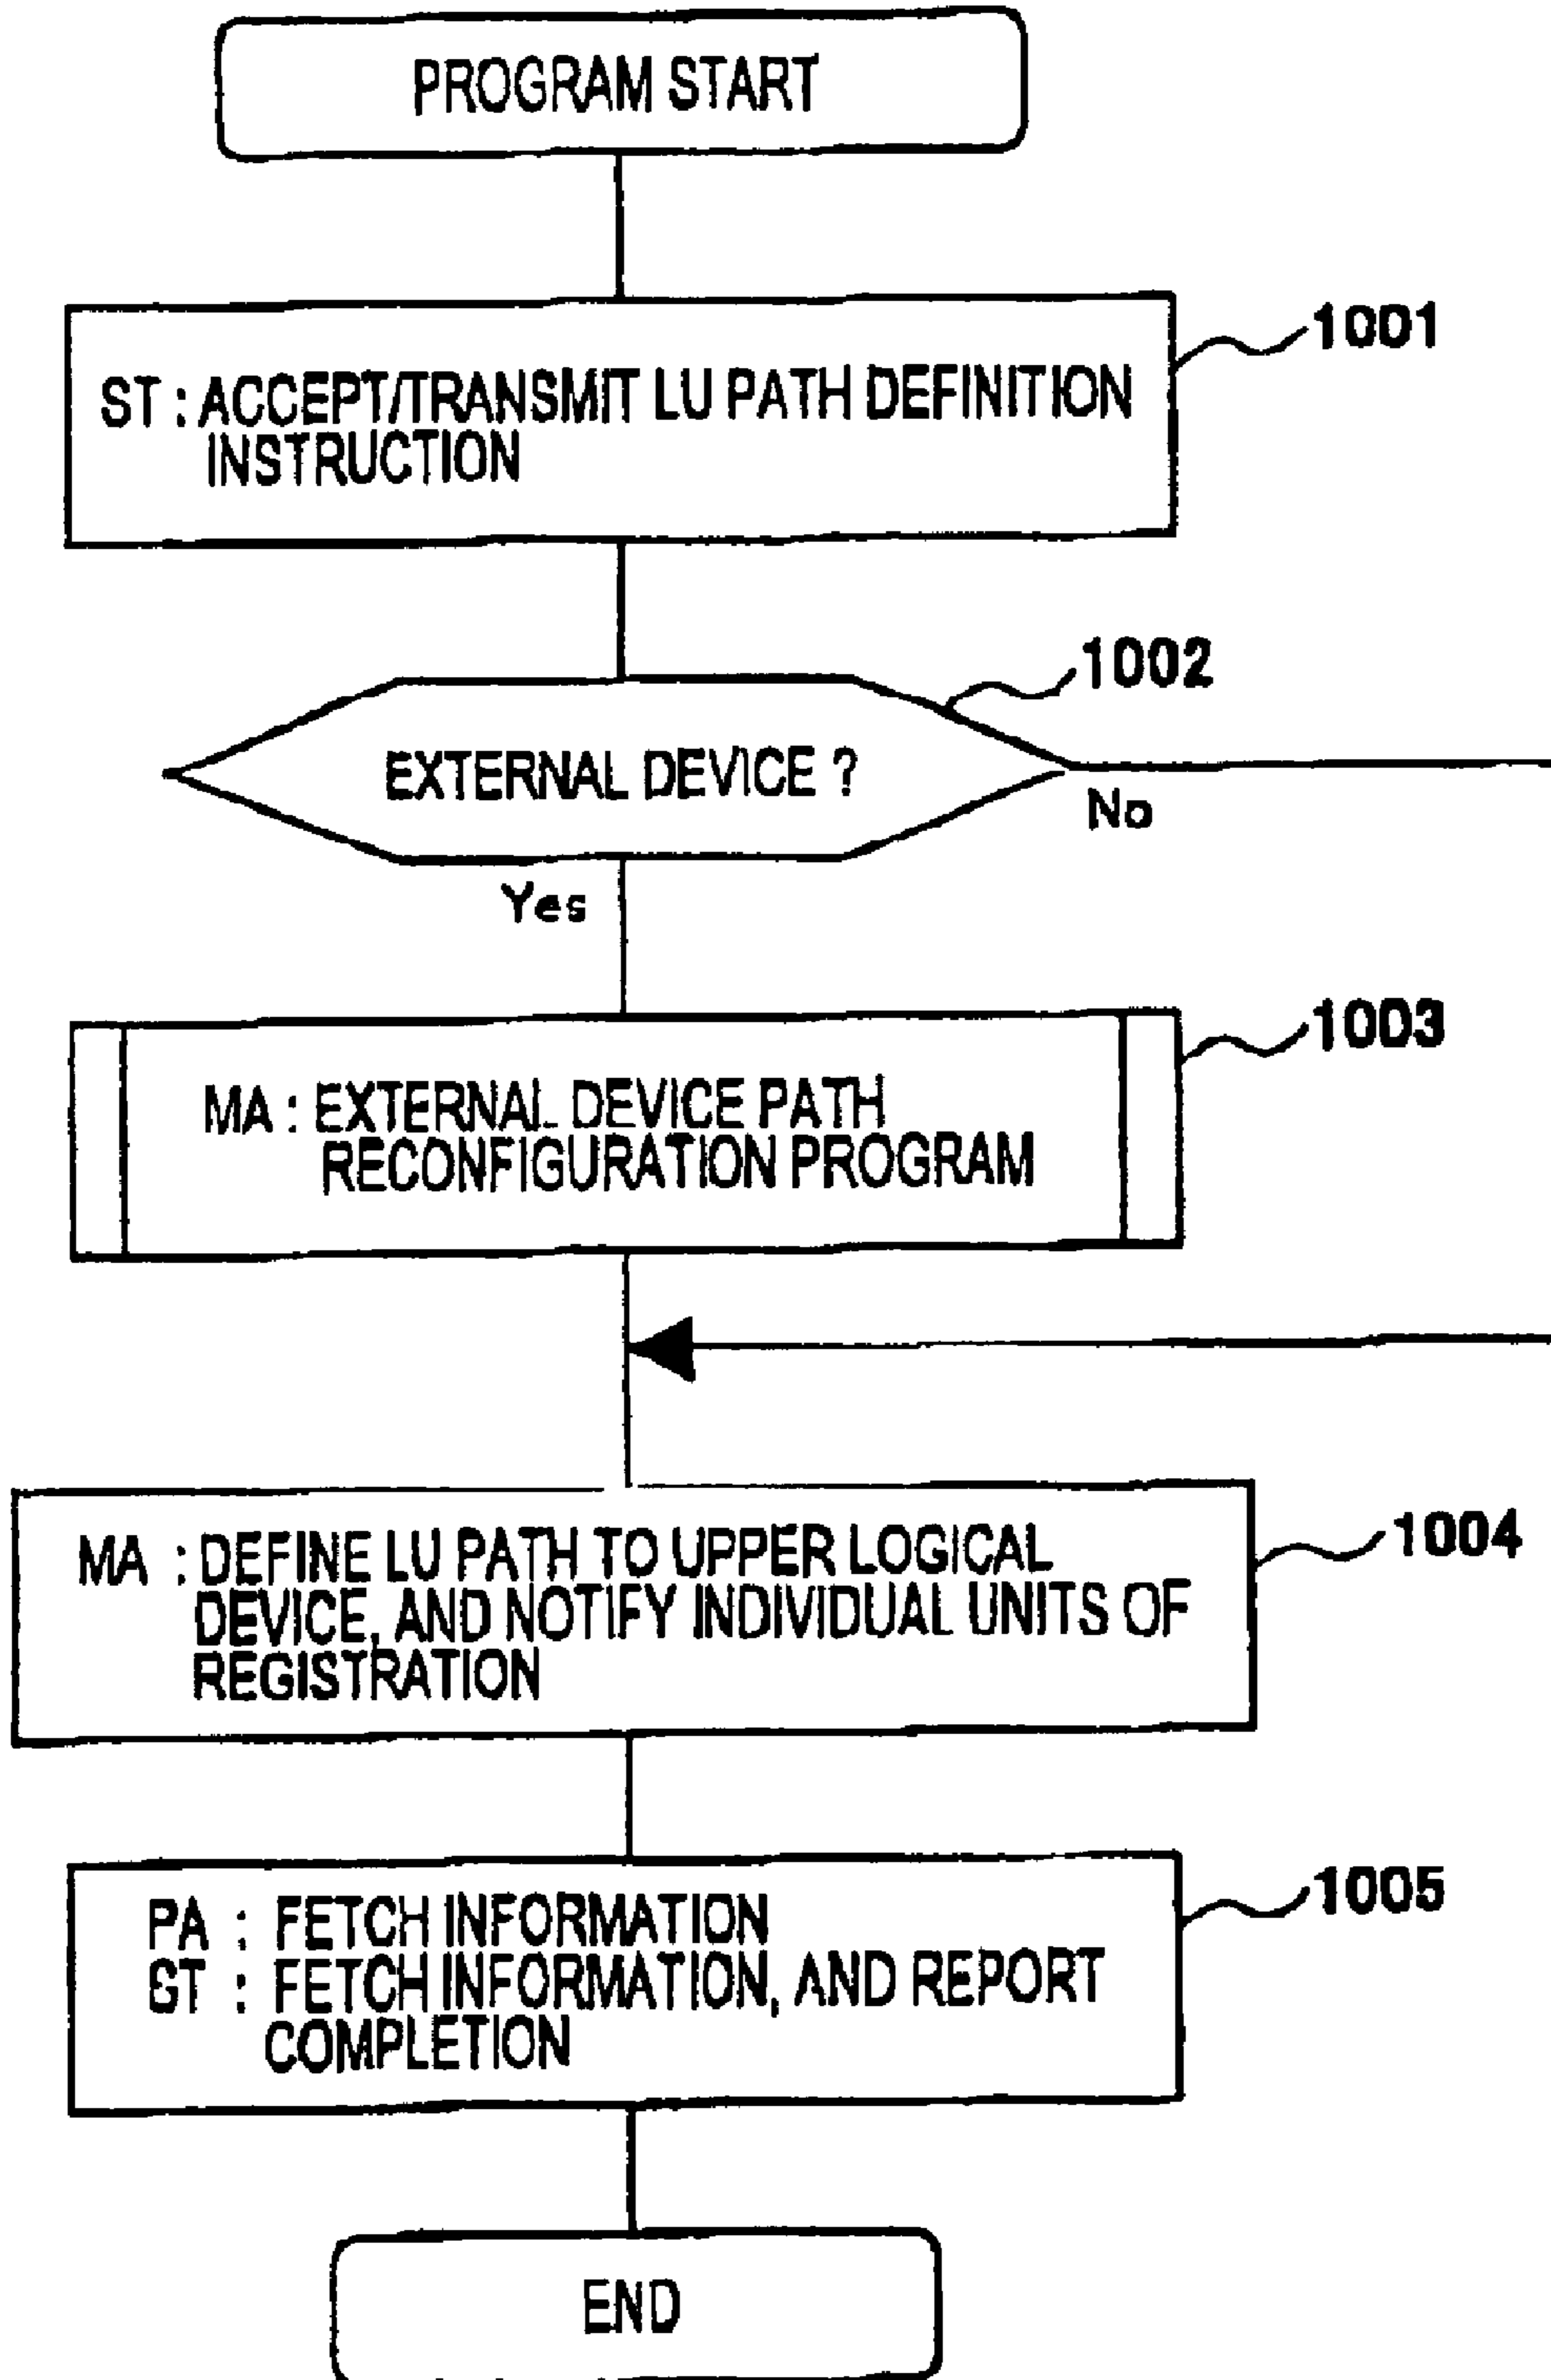 PROGRAM START
1001
ST : ACCEPT/TRANSMIT LU PATH DEFINITION
INSTRUCTION
1002
EXTERNAL DEVICE ?
No
Yes
1003
MA : EXTERNAL DEVICE PATH
RECONFIGURATION PROGRAM
1004
MA : DEFINE LU PATH TO UPPER LOGICAL
DEVICE, AND NOTIFY INDIVIDUAL UNITS OF
REGISTRATION
1005
PA : FETCH INFORMATION
ST : FETCH INFORMATION, AND REPORT
COMPLETION
END